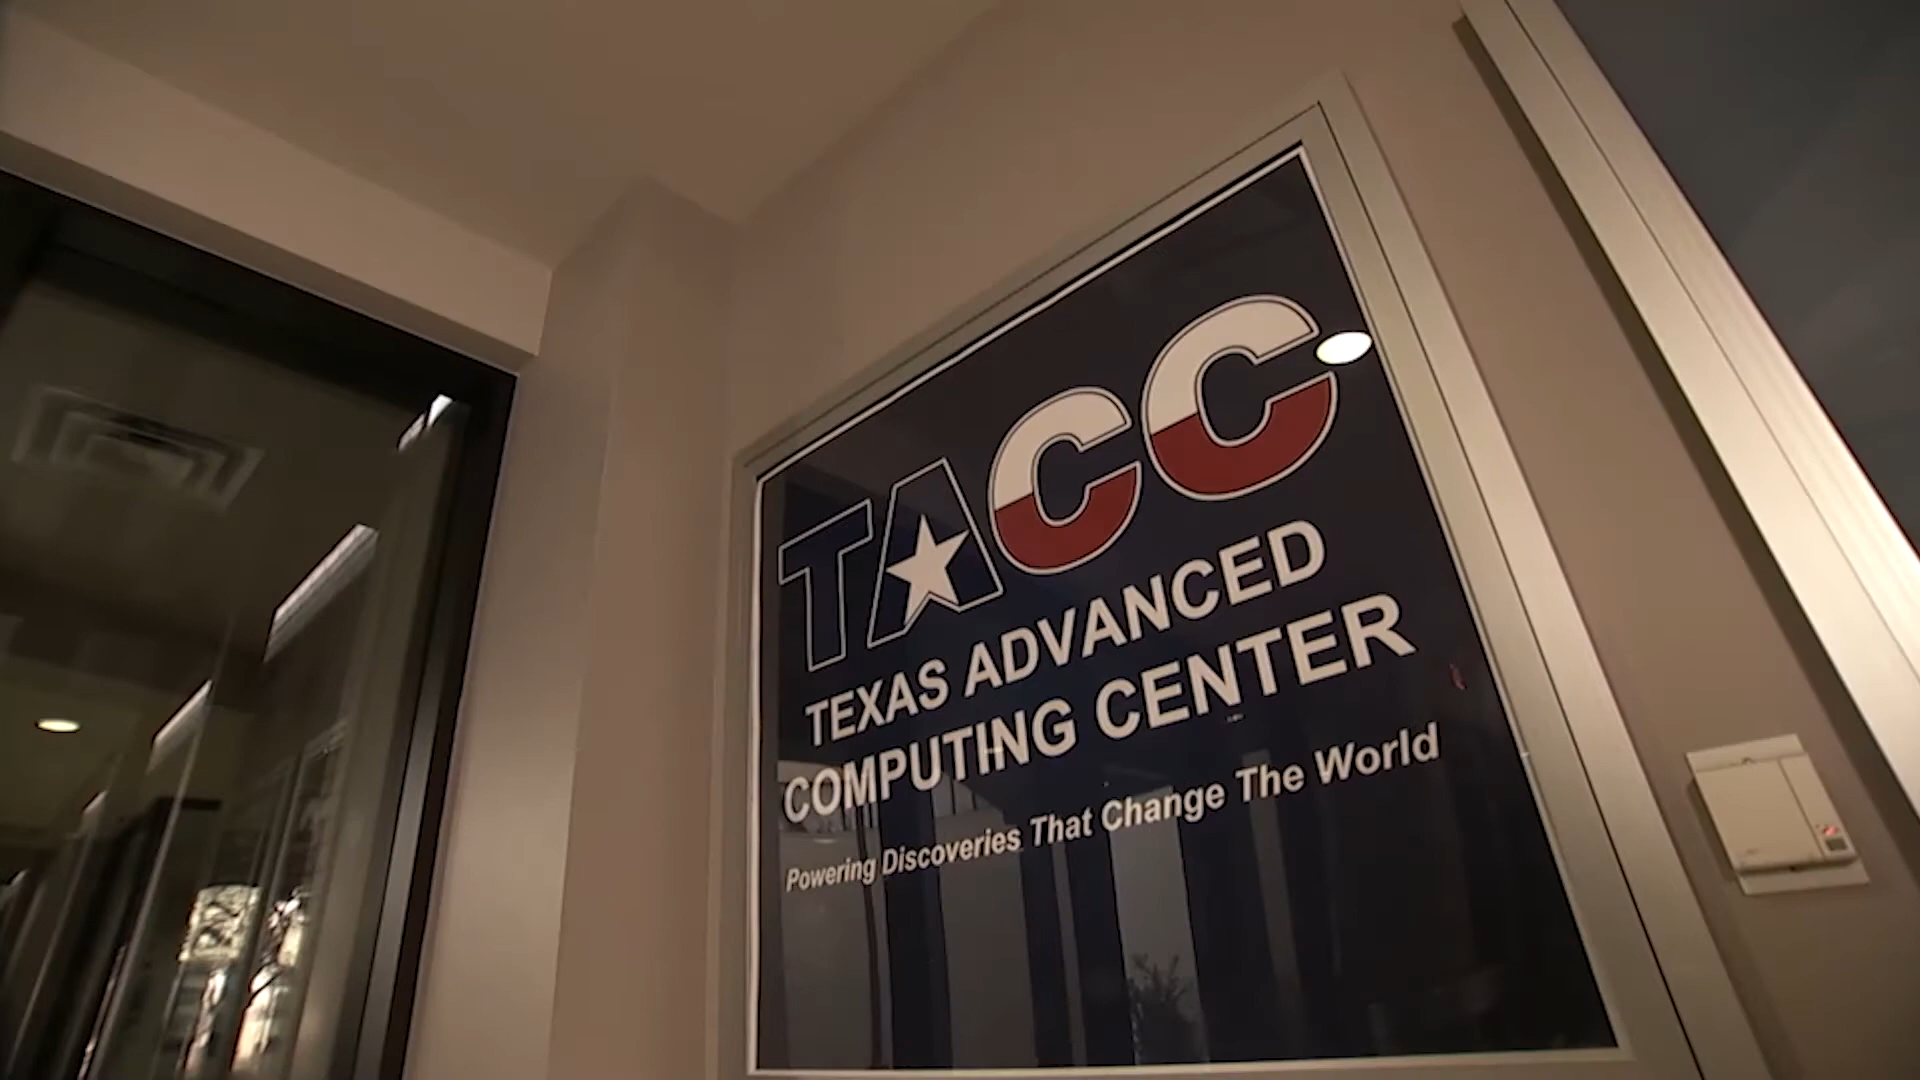 TACC
TEXAS ADVANCED
COMPUTING CENTER
Powering Discoveries That Change The World